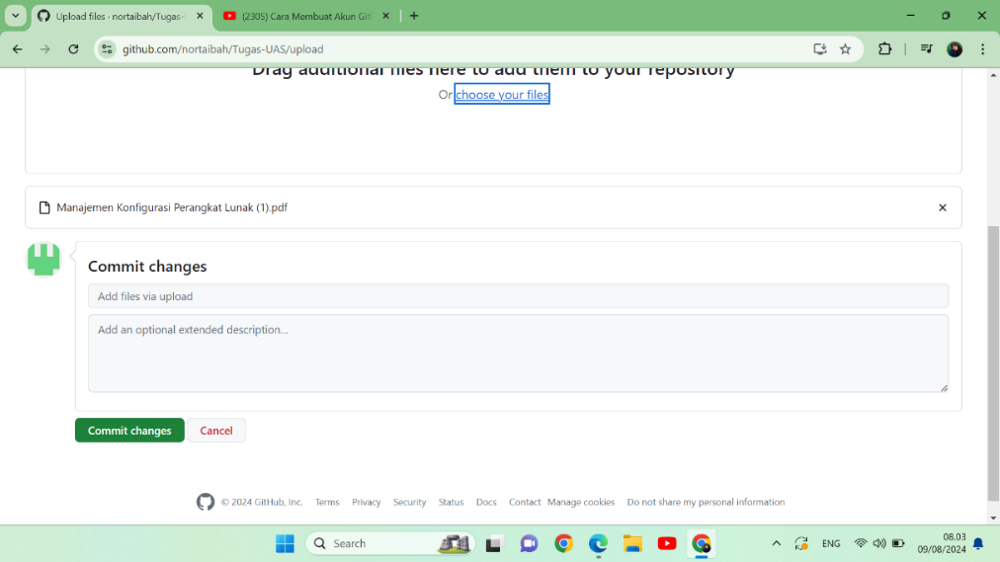 Upload files · nortaibah/Tugas-
(2305) Cara Membuat Akun Git
github.com/nortaibah/Tugas-UAS/upload
Drag additional files here to add them to your repository
Or choose your files
Manajemen Konfigurasi Perangkat Lunak (1).pdf
Commit changes
Add files via upload
Add an optional extended description...
Commit changes Cancel
© 2024 GitHub, Inc. Terms Privacy Security Status Docs Contact Manage cookies Do not share my personal information
Search
ENG
08.03
09/08/2024